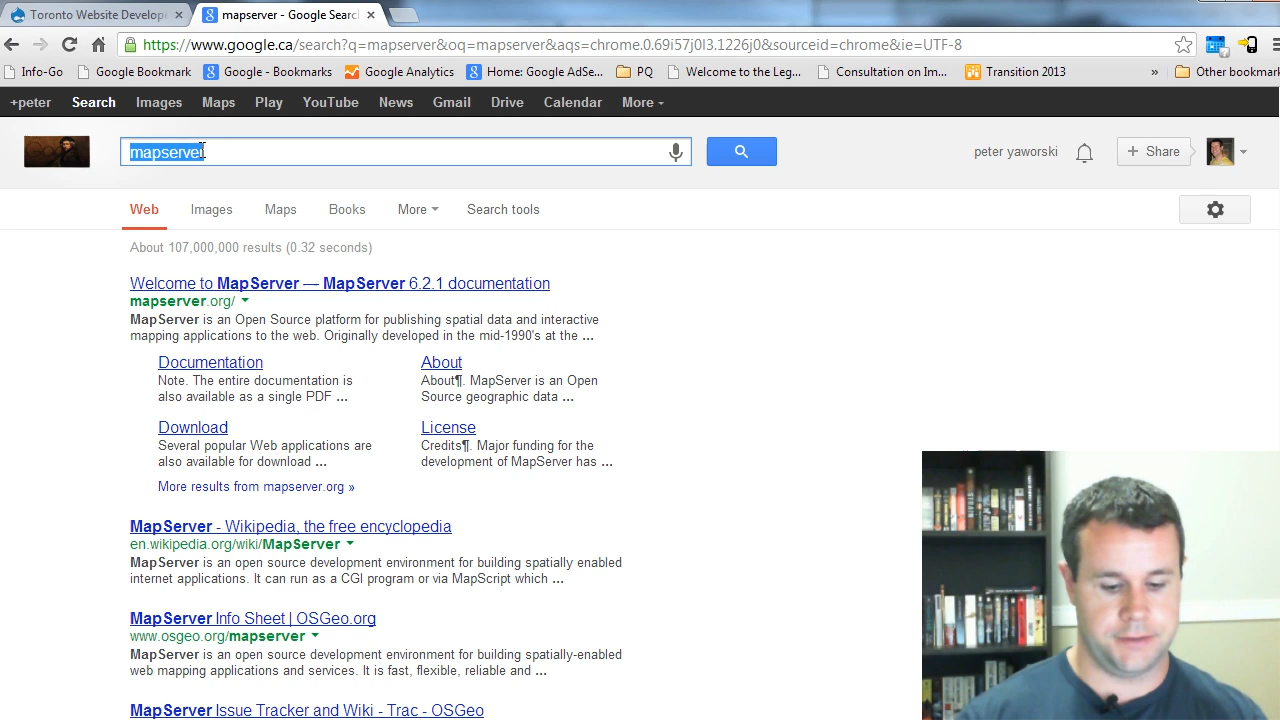 Toronto Website Develop
mapserver - Google Search
https://www.google.ca/search?q=mapserver&oq=mapserver&aqs=chrome.0.69i57j0l3.1226j0&sourceid=chrome&ie=UTF-8
Info-Go Google Bookmark Google - Bookmarks Google Analytics Home: Google AdSe... PQ Welcome to the Leg... Consultation on Im... Transition 2013 » Other bookmark
+peter Search Images Maps Play YouTube News Gmail Drive Calendar More
mapserver
peter yaworski + Share
Web Images Maps Books More Search tools
About 107,000,000 results (0.32 seconds)
Welcome to MapServer — MapServer 6.2.1 documentation
mapserver.org/
MapServer is an Open Source platform for publishing spatial data and interactive
mapping applications to the web. Originally developed in the mid-1990's at the ...
Documentation
Note. The entire documentation is
also available as a single PDF ...
About
About¶. MapServer is an Open
Source geographic data ...
Download
Several popular Web applications are
also available for download ...
License
Credits¶. Major funding for the
development of MapServer has ...
More results from mapserver.org »
MapServer - Wikipedia, the free encyclopedia
en.wikipedia.org/wiki/MapServer
MapServer is an open source development environment for building spatially enabled
internet applications. It can run as a CGI program or via MapScript which ...
MapServer Info Sheet | OSGeo.org
www.osgeo.org/mapserver
MapServer is an open source development environment for building spatially-enabled
web mapping applications and services. It is fast, flexible, reliable and ...
MapServer Issue Tracker and Wiki - Trac - OSGeo